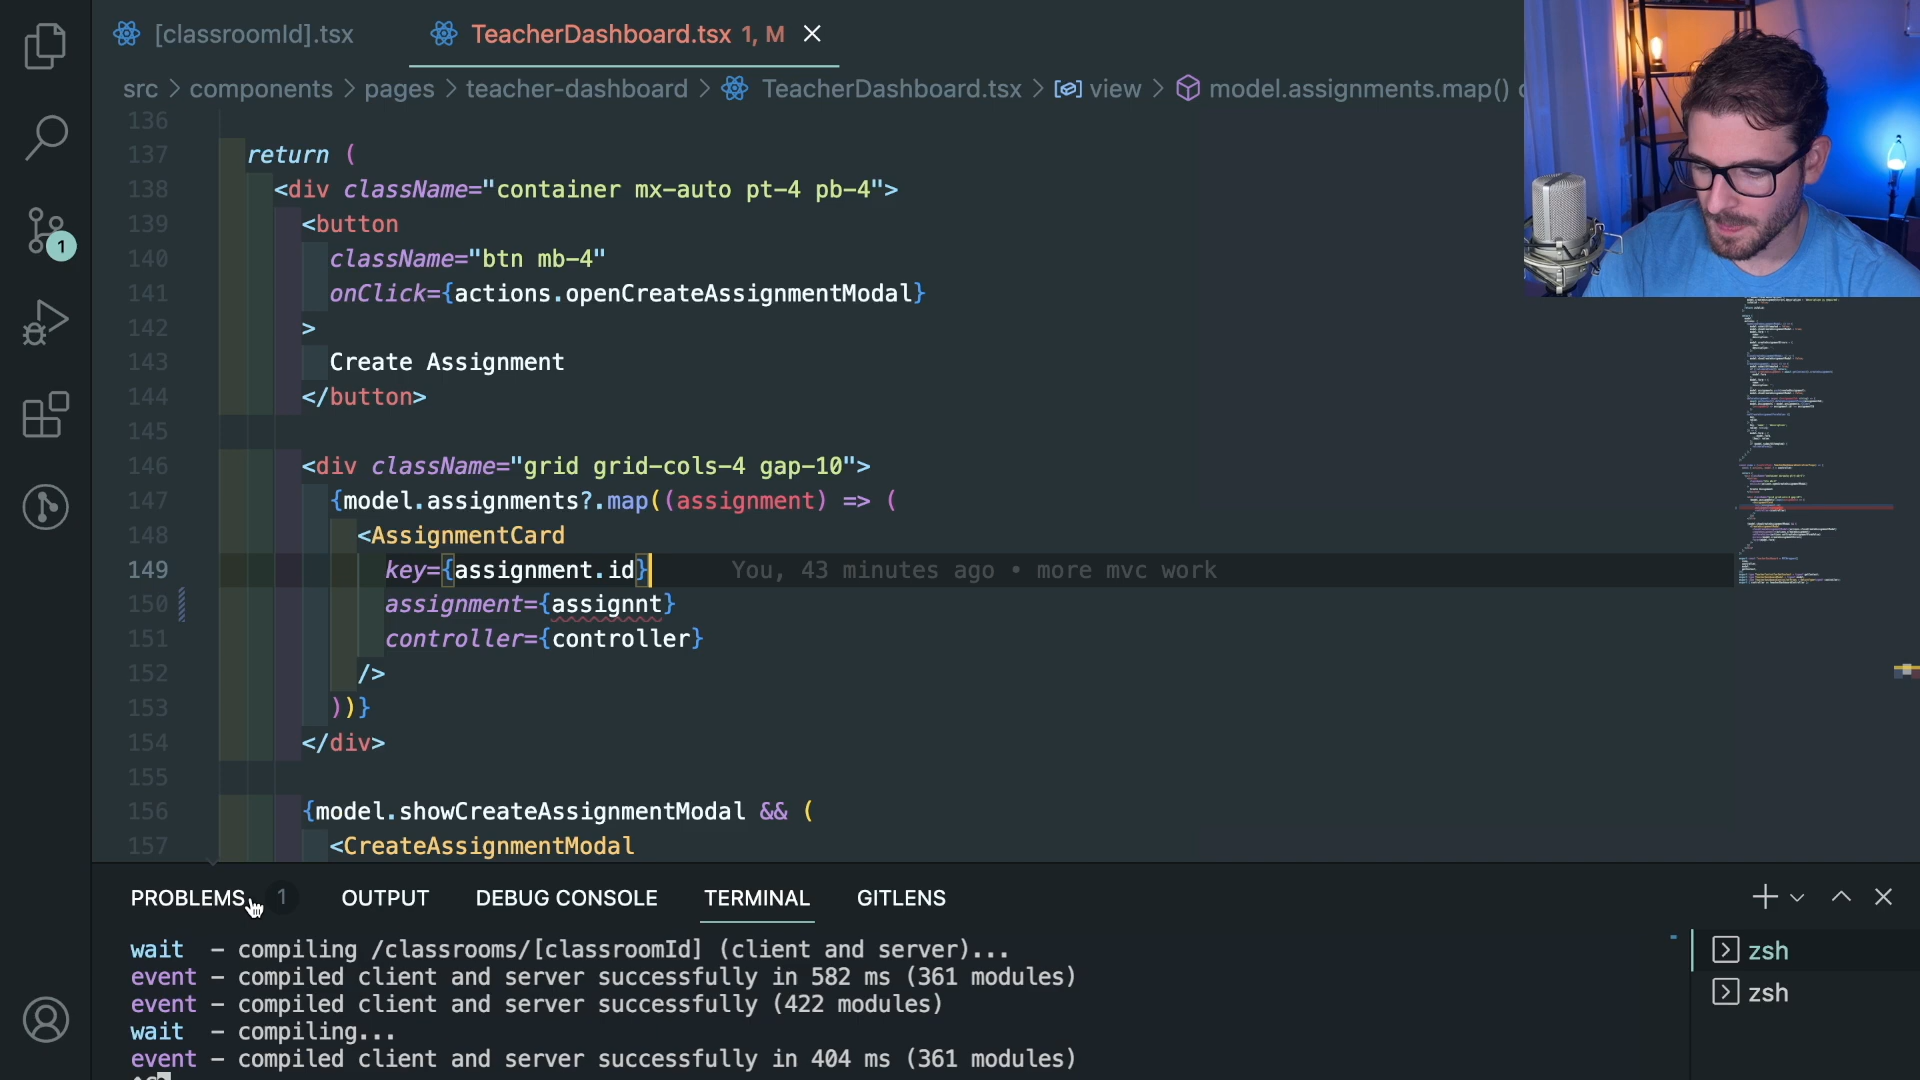 [classroomId].tsx
TeacherDashboard.tsx 1, M
src > components > pages > teacher-dashboard > TeacherDashboard.tsx > view > model.assignments.map()
136
137 return (
138 <div className="container mx-auto pt-4 pb-4">
139 <button
140 className="btn mb-4"
141 onClick={actions.openCreateAssignmentModal}
142 >
143 Create Assignment
144 </button>
145
146 <div className="grid grid-cols-4 gap-10">
147 {model.assignments?.map((assignment) => (
148 <AssignmentCard
149 key={assignment.id} You, 43 minutes ago • more mvc work
150 assignment={assignnt}
151 controller={controller}
152 />
153 ))}
154 </div>
155
156 {model.showCreateAssignmentModal && (
157 <CreateAssignmentModal
1
PROBLEMS 1 OUTPUT DEBUG CONSOLE TERMINAL GITLENS
wait - compiling /classrooms/[classroomId] (client and server)...
event - compiled client and server successfully in 582 ms (361 modules)
event - compiled client and server successfully (422 modules)
wait - compiling...
event - compiled client and server successfully in 404 ms (361 modules)
zsh
zsh